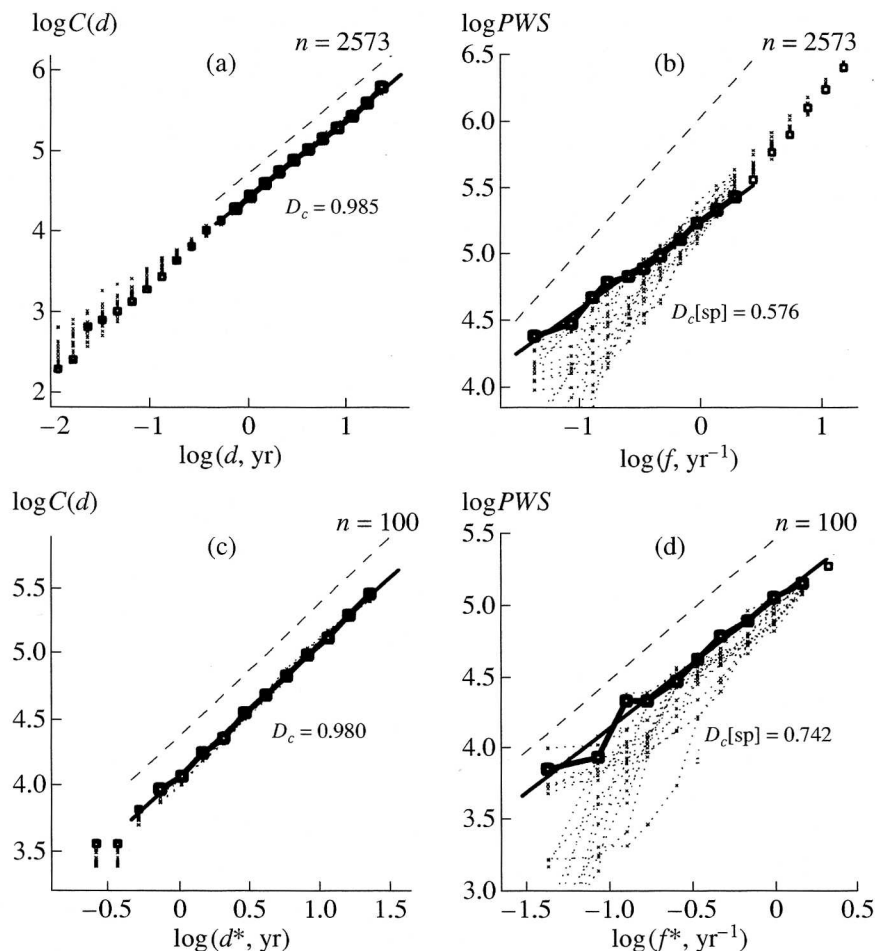 log C(d)
n = 2573
(a)
6
5
4
3
2
D_c = 0.985
−2
−1
0
1
log(d, yr)
log PWS
n = 2573
(b)
6.5
6.0
5.5
5.0
4.5
4.0
D_c[sp] = 0.576
−1
0
1
log(f, yr⁻¹)
log C(d)
n = 100
(c)
5.5
5.0
4.5
4.0
3.5
D_c = 0.980
−0.5
0
0.5
1.0
1.5
log(d*, yr)
log PWS
n = 100
(d)
5.5
5.0
4.5
4.0
3.5
3.0
D_c[sp] = 0.742
−1.5
−1.0
−0.5
0
0.5
log(f*, yr⁻¹)